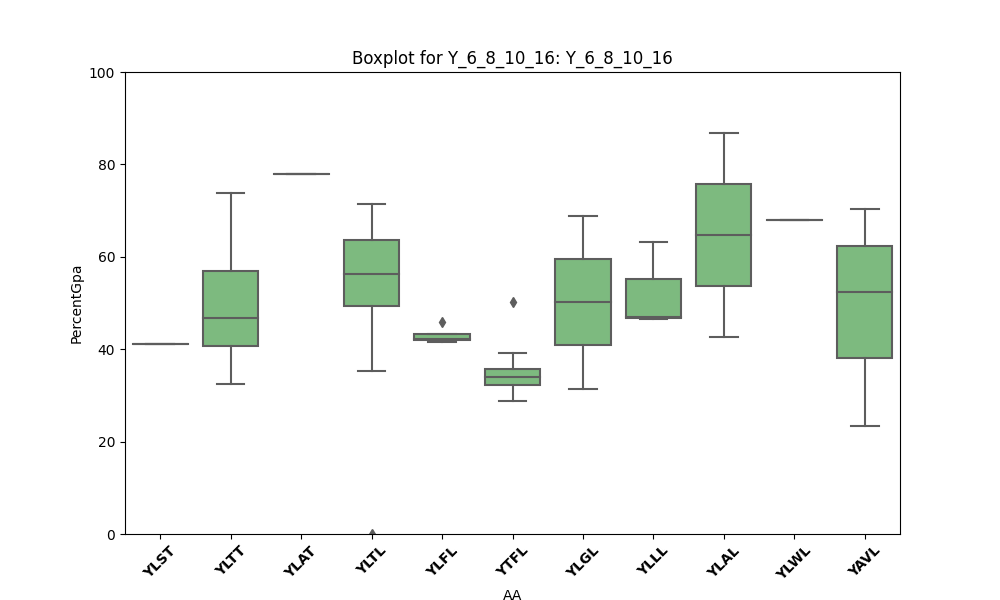 Boxplot for Y_6_8_10_16: Y_6_8_10_16
100
80
60
40
20
0
PercentGpa
YLST YLTT YLAT YLTL YLFL YTFL YLGL YLLL YLAL YLWL YAVL
AA